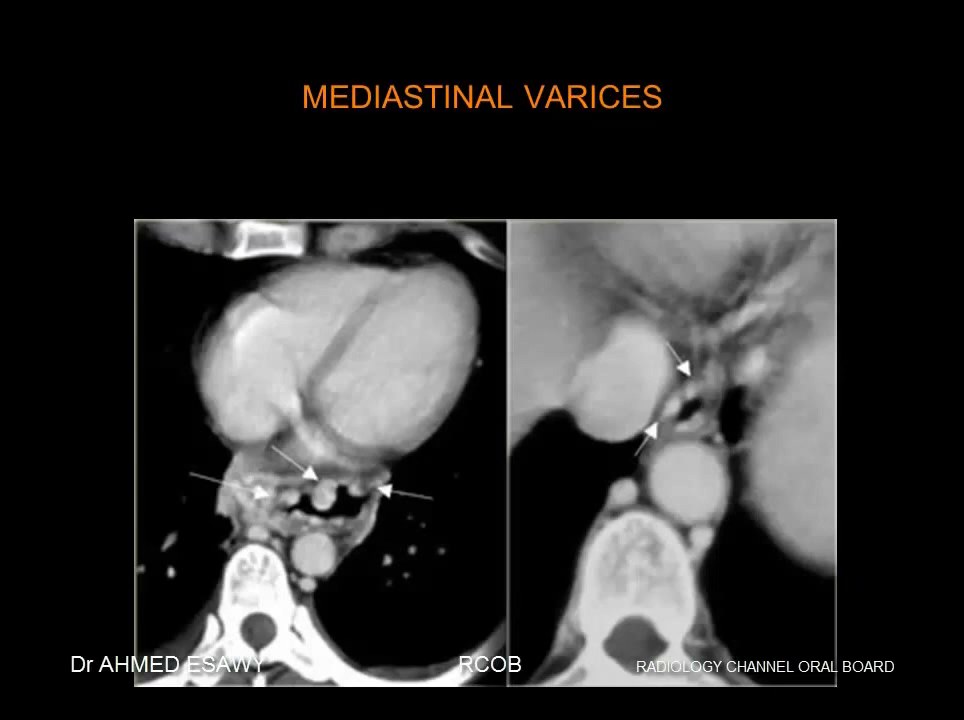 MEDIASTINAL VARICES
Dr AHMED ESAWY RCOB RADIOLOGY CHANNEL ORAL BOARD